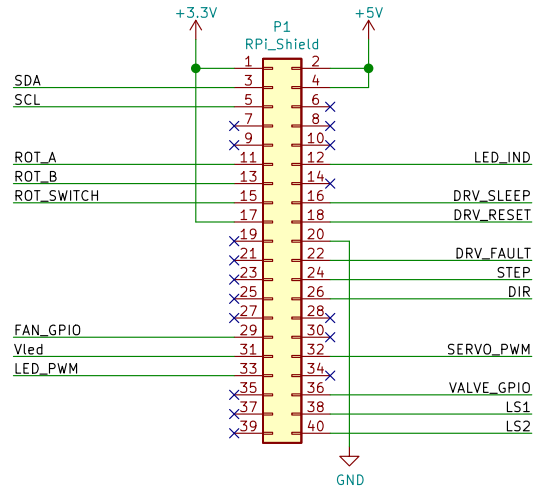 +3.3V +5V
P1
RPi_Shield
1 2
SDA 3 4
SCL 5 6
7 8
9 10
ROT_A 11 12 LED_IND
ROT_B 13 14
ROT_SWITCH 15 16 DRV_SLEEP
17 18 DRV_RESET
19 20
21 22 DRV_FAULT
23 24 STEP
25 26 DIR
27 28
FAN_GPIO 29 30
Vled 31 32 SERVO_PWM
LED_PWM 33 34
35 36 VALVE_GPIO
37 38 LS1
39 40 LS2
GND